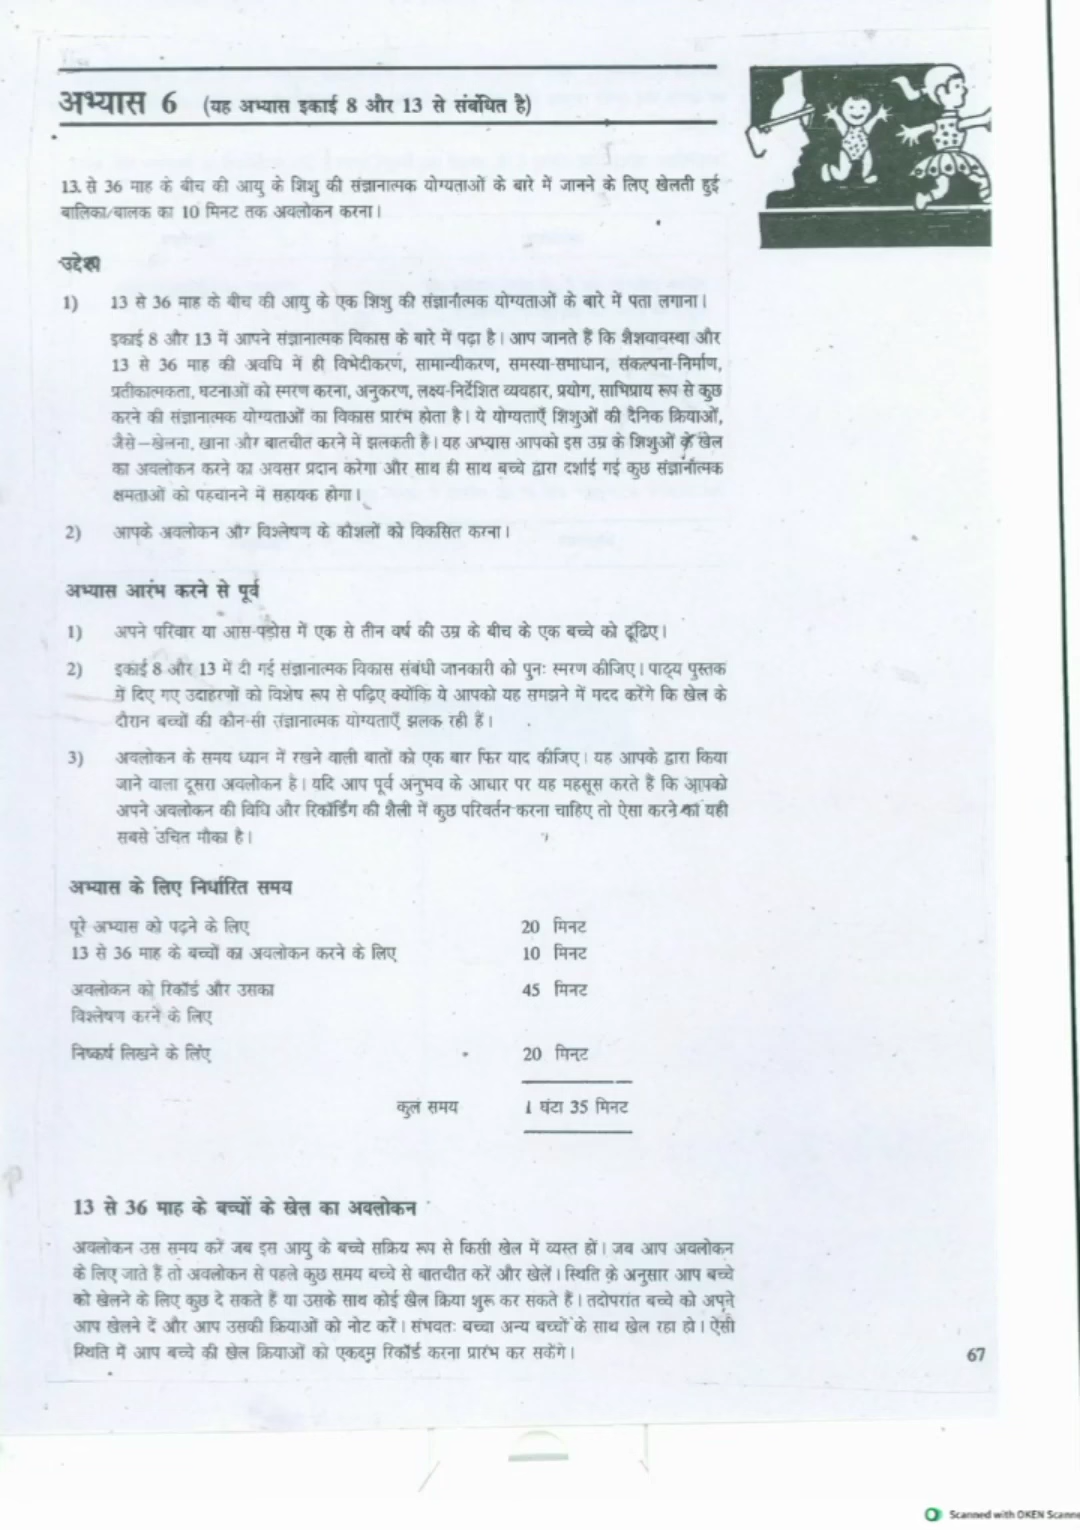 अभ्यास 6 (यह अभ्यास इकाई 8 और 13 से संबंधित है)
13 से 36 माह के बीच की आयु के शिशु की संज्ञानात्मक योग्यताओं के बारे में जानने के लिए खेलती हुई
बालिका/बालक का 10 मिनट तक अवलोकन करना।
उद्देश्य
1) 13 से 36 माह के बीच की आयु के एक शिशु की संज्ञानात्मक योग्यताओं के बारे में पता लगाना।
इकाई 8 और 13 में आपने संज्ञानात्मक विकास के बारे में पढ़ा है। आप जानते हैं कि शैशवावस्था और
13 से 36 माह की अवधि में ही विभेदीकरण, सामान्यीकरण, समस्या-समाधान, संकल्पना-निर्माण,
प्रतीकात्मकता, घटनाओं को स्मरण करना, अनुकरण, लक्ष्य-निर्देशित व्यवहार, प्रयोग, साभिप्राय रूप से कुछ
करने की संज्ञानात्मक योग्यताओं का विकास प्रारंभ होता है। ये योग्यताएँ शिशुओं की दैनिक क्रियाओं,
जैसे—खेलना, खाना और बातचीत करने में झलकती हैं। यह अभ्यास आपको इस उम्र के शिशुओं के खेल
का अवलोकन करने का अवसर प्रदान करेगा और साथ ही साथ बच्चे द्वारा दर्शाई गई कुछ संज्ञानात्मक
क्षमताओं को पहचानने में सहायक होगा।
2) आपके अवलोकन और विश्लेषण के कौशलों को विकसित करना।
अभ्यास आरंभ करने से पूर्व
1) अपने परिवार या आस-पड़ोस में एक से तीन वर्ष की उम्र के बीच के एक बच्चे को ढूंढिए।
2) इकाई 8 और 13 में दी गई संज्ञानात्मक विकास संबंधी जानकारी को पुनः स्मरण कीजिए। पाठ्य पुस्तक
में दिए गए उदाहरणों को विशेष रूप से पढ़िए क्योंकि ये आपको यह समझने में मदद करेंगे कि खेल के
दौरान बच्चों की कौन-सी संज्ञानात्मक योग्यताएँ झलक रही हैं।
3) अवलोकन के समय ध्यान में रखने वाली बातों को एक बार फिर याद कीजिए। यह आपके द्वारा किया
जाने वाला दूसरा अवलोकन है। यदि आप पूर्व अनुभव के आधार पर यह महसूस करते हैं कि आपको
अपने अवलोकन की विधि और रिकॉर्डिंग की शैली में कुछ परिवर्तन करना चाहिए तो ऐसा करने का यही
सबसे उचित मौका है।
अभ्यास के लिए निर्धारित समय
पूरे अभ्यास को पढ़ने के लिए 20 मिनट
13 से 36 माह के बच्चों का अवलोकन करने के लिए 10 मिनट
अवलोकन को रिकॉर्ड और उसका 45 मिनट
विश्लेषण करने के लिए
निष्कर्ष लिखने के लिए 20 मिनट
कुल समय 1 घंटा 35 मिनट
13 से 36 माह के बच्चों के खेल का अवलोकन
अवलोकन उस समय करें जब इस आयु के बच्चे सक्रिय रूप से किसी खेल में व्यस्त हों। जब आप अवलोकन
के लिए जाते हैं तो अवलोकन से पहले कुछ समय बच्चे से बातचीत करें और खेलें। स्थिति के अनुसार आप बच्चे
को खेलने के लिए कुछ दे सकते हैं या उसके साथ कोई खेल क्रिया शुरू कर सकते हैं। तदोपरांत बच्चे को अपने
आप खेलने दें और आप उसकी क्रियाओं को नोट करें। संभवतः बच्चा अन्य बच्चों के साथ खेल रहा हो। ऐसी
स्थिति में आप बच्चे की खेल क्रियाओं को एकदम रिकॉर्ड करना प्रारंभ कर सकेंगे।
67
Scanned with OKEN Scanne